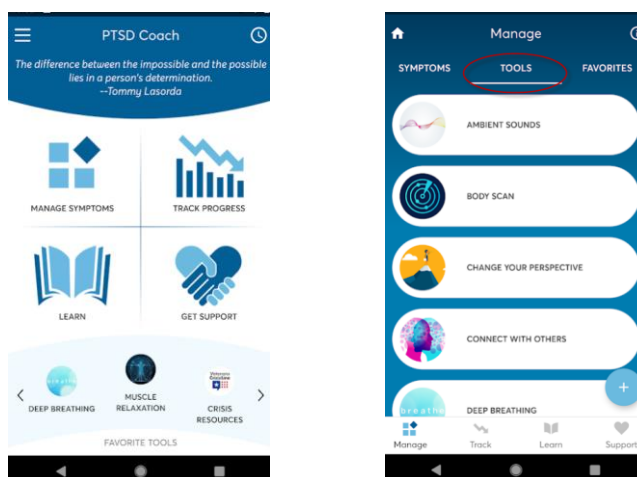 PTSD Coach
The difference between the impossible and the possible
lies in a person's determination.
--Tommy Lasorda
MANAGE SYMPTOMS
TRACK PROGRESS
LEARN
GET SUPPORT
breathe
DEEP BREATHING
MUSCLE
RELAXATION
CRISIS
RESOURCES
FAVORITE TOOLS
Manage
SYMPTOMS
TOOLS
FAVORITES
AMBIENT SOUNDS
BODY SCAN
CHANGE YOUR PERSPECTIVE
CONNECT WITH OTHERS
breathe
DEEP BREATHING
+
Manage
Track
Learn
Support